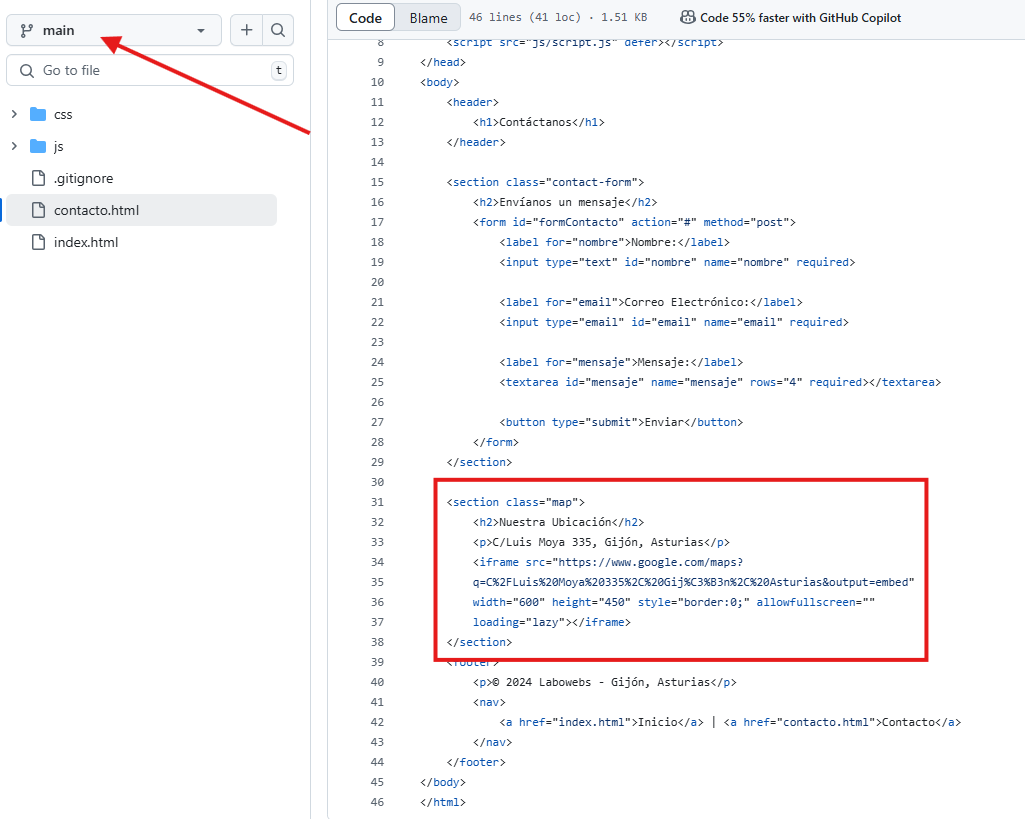 main
Go to file
t
css
js
.gitignore
contacto.html
index.html
Code Blame 46 lines (41 loc) · 1.51 KB Code 55% faster with GitHub Copilot
8 <script src="js/script.js" defer></script>
9 </head>
10 <body>
11 <header>
12 <h1>Contáctanos</h1>
13 </header>
14
15 <section class="contact-form">
16 <h2>Envíanos un mensaje</h2>
17 <form id="formContacto" action="#" method="post">
18 <label for="nombre">Nombre:</label>
19 <input type="text" id="nombre" name="nombre" required>
20
21 <label for="email">Correo Electrónico:</label>
22 <input type="email" id="email" name="email" required>
23
24 <label for="mensaje">Mensaje:</label>
25 <textarea id="mensaje" name="mensaje" rows="4" required></textarea>
26
27 <button type="submit">Enviar</button>
28 </form>
29 </section>
30
31 <section class="map">
32 <h2>Nuestra Ubicación</h2>
33 <p>C/Luis Moya 335, Gijón, Asturias</p>
34 <iframe src="https://www.google.com/maps?
35 q=C%2FLuis%20Moya%20335%2C%20Gij%C3%B3n%2C%20Asturias&output=embed"
36 width="600" height="450" style="border:0;" allowfullscreen=""
37 loading="lazy"></iframe>
38 </section>
39 <footer>
40 <p>© 2024 Labowebs - Gijón, Asturias</p>
41 <nav>
42 <a href="index.html">Inicio</a> | <a href="contacto.html">Contacto</a>
43 </nav>
44 </footer>
45 </body>
46 </html>